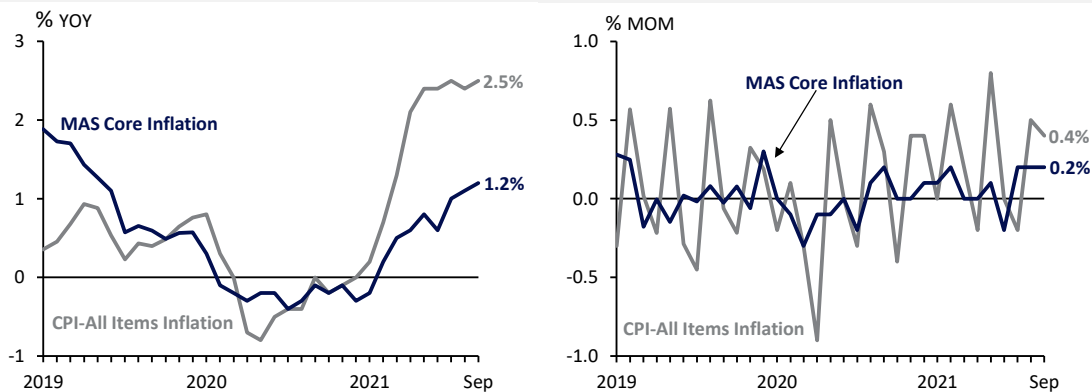 % YOY
3
2
1
0
-1
2.5%
MAS Core Inflation
1.2%
CPI-All Items Inflation
2019
2020
2021
Sep
% MOM
1.0
0.5
0.0
-0.5
-1.0
MAS Core Inflation
0.4%
0.2%
CPI-All Items Inflation
2019
2020
2021
Sep